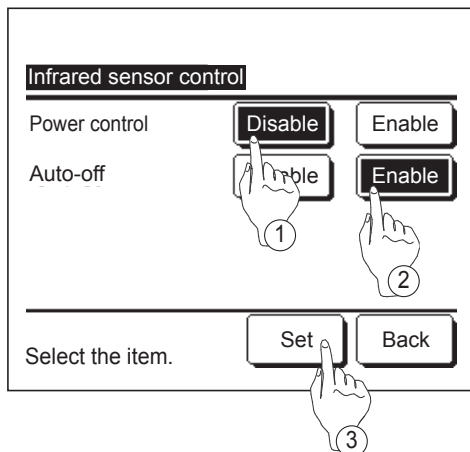 Infrared sensor control
Power control Disable Enable
Auto-off Enable
①
②
Select the item. Set Back
③